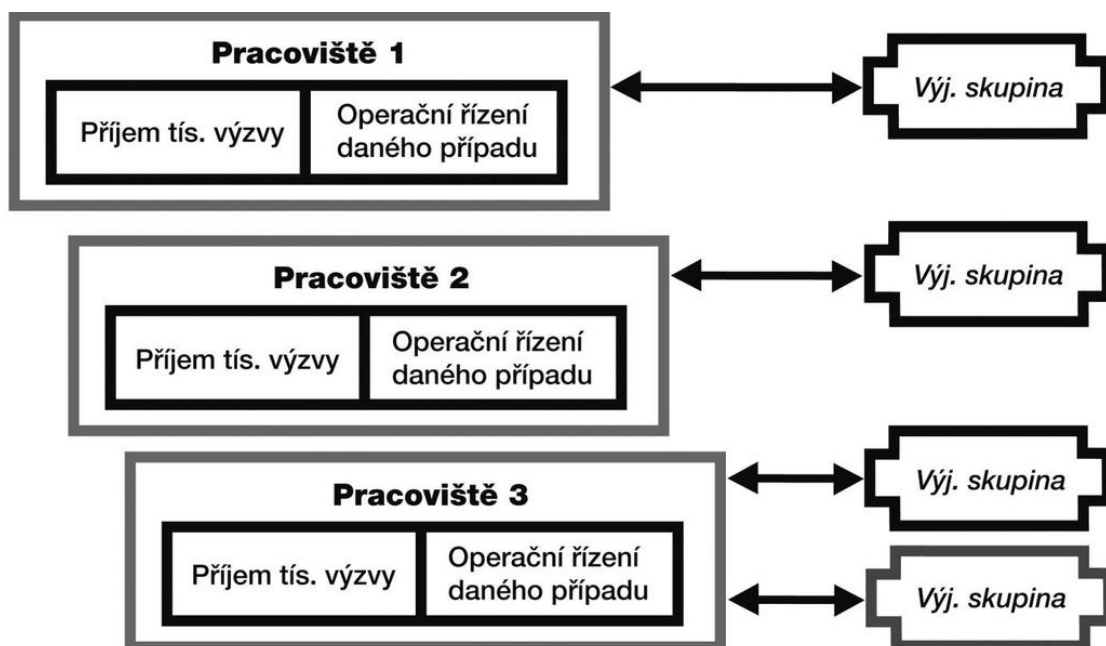 Pracoviště 1
Příjem tís. výzvy
Operační řízení
daného případu
Výj. skupina
Pracoviště 2
Příjem tís. výzvy
Operační řízení
daného případu
Výj. skupina
Pracoviště 3
Příjem tís. výzvy
Operační řízení
daného případu
Výj. skupina
Výj. skupina